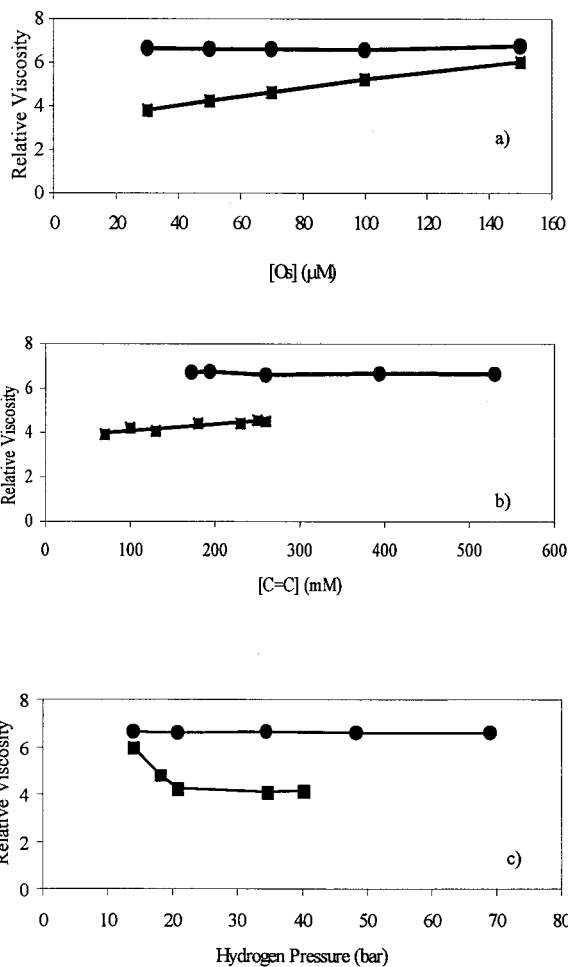 8
6
4
2
0
Relative Viscosity
a)
0 20 40 60 80 100 120 140 160
[Os] (μM)
8
6
4
2
0
Relative Viscosity
b)
0 100 200 300 400 500 600
[C=C] (mM)
8
6
4
2
0
Relative Viscosity
c)
0 10 20 30 40 50 60 70 80
Hydrogen Pressure (bar)